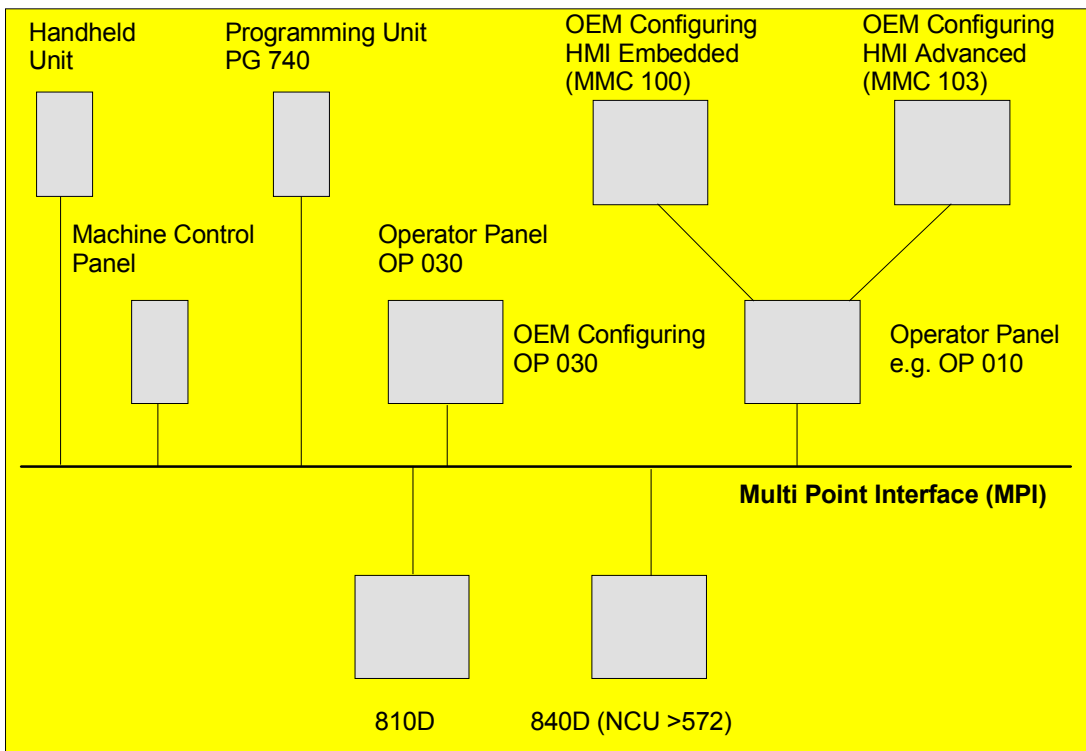 Handheld
Unit
Programming Unit
PG 740
OEM Configuring
HMI Embedded
(MMC 100)
OEM Configuring
HMI Advanced
(MMC 103)
Machine Control
Panel
Operator Panel
OP 030
OEM Configuring
OP 030
Operator Panel
e.g. OP 010
Multi Point Interface (MPI)
810D
840D (NCU >572)